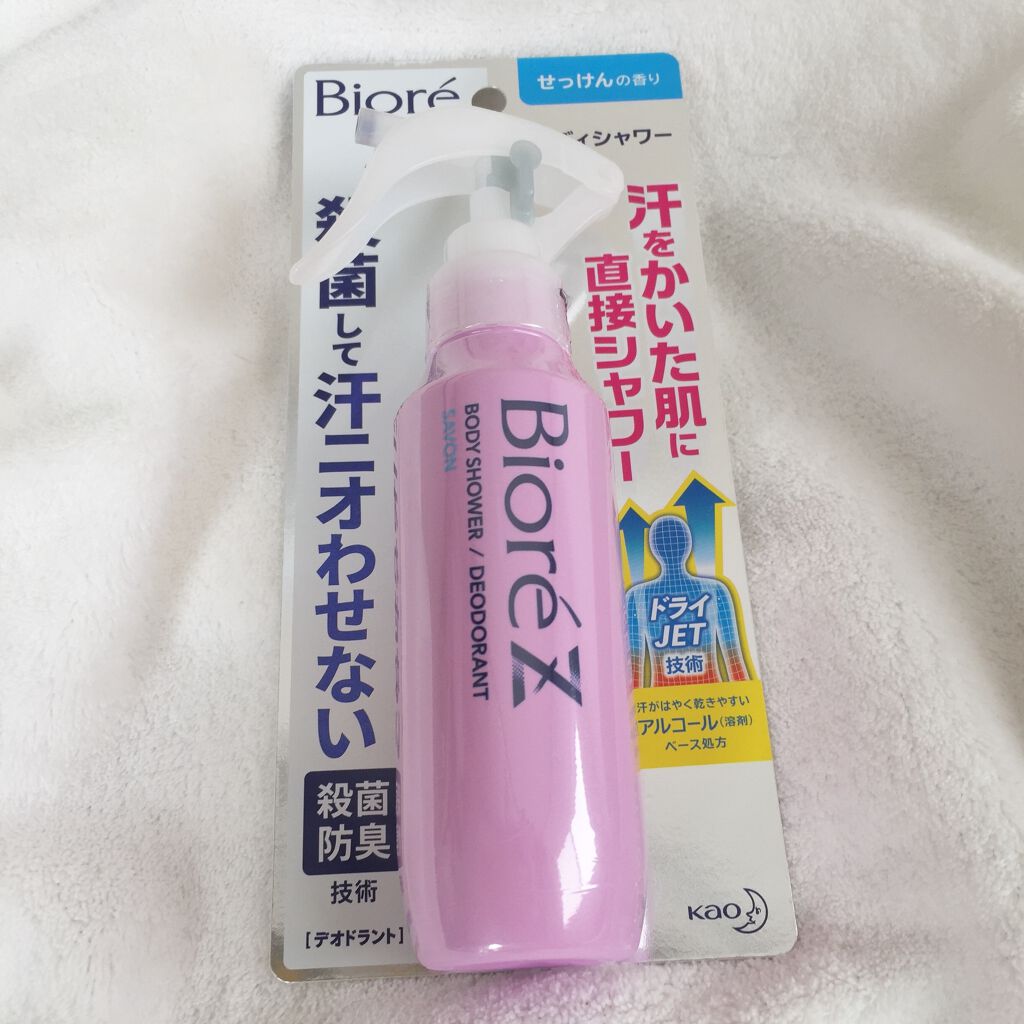 Bioré
せっけんの香り
ディシャワー
殺菌して汗ニオわせない
汗をかいた肌に
直接シャワー
BioréZ
BODY SHOWER / DEODORANT
SAVON
ドライ
JET
技術
汗がはやく乾きやすい
アルコール(溶剤)
ベース処方
殺菌
防臭
技術
[デオドラント]
Kao